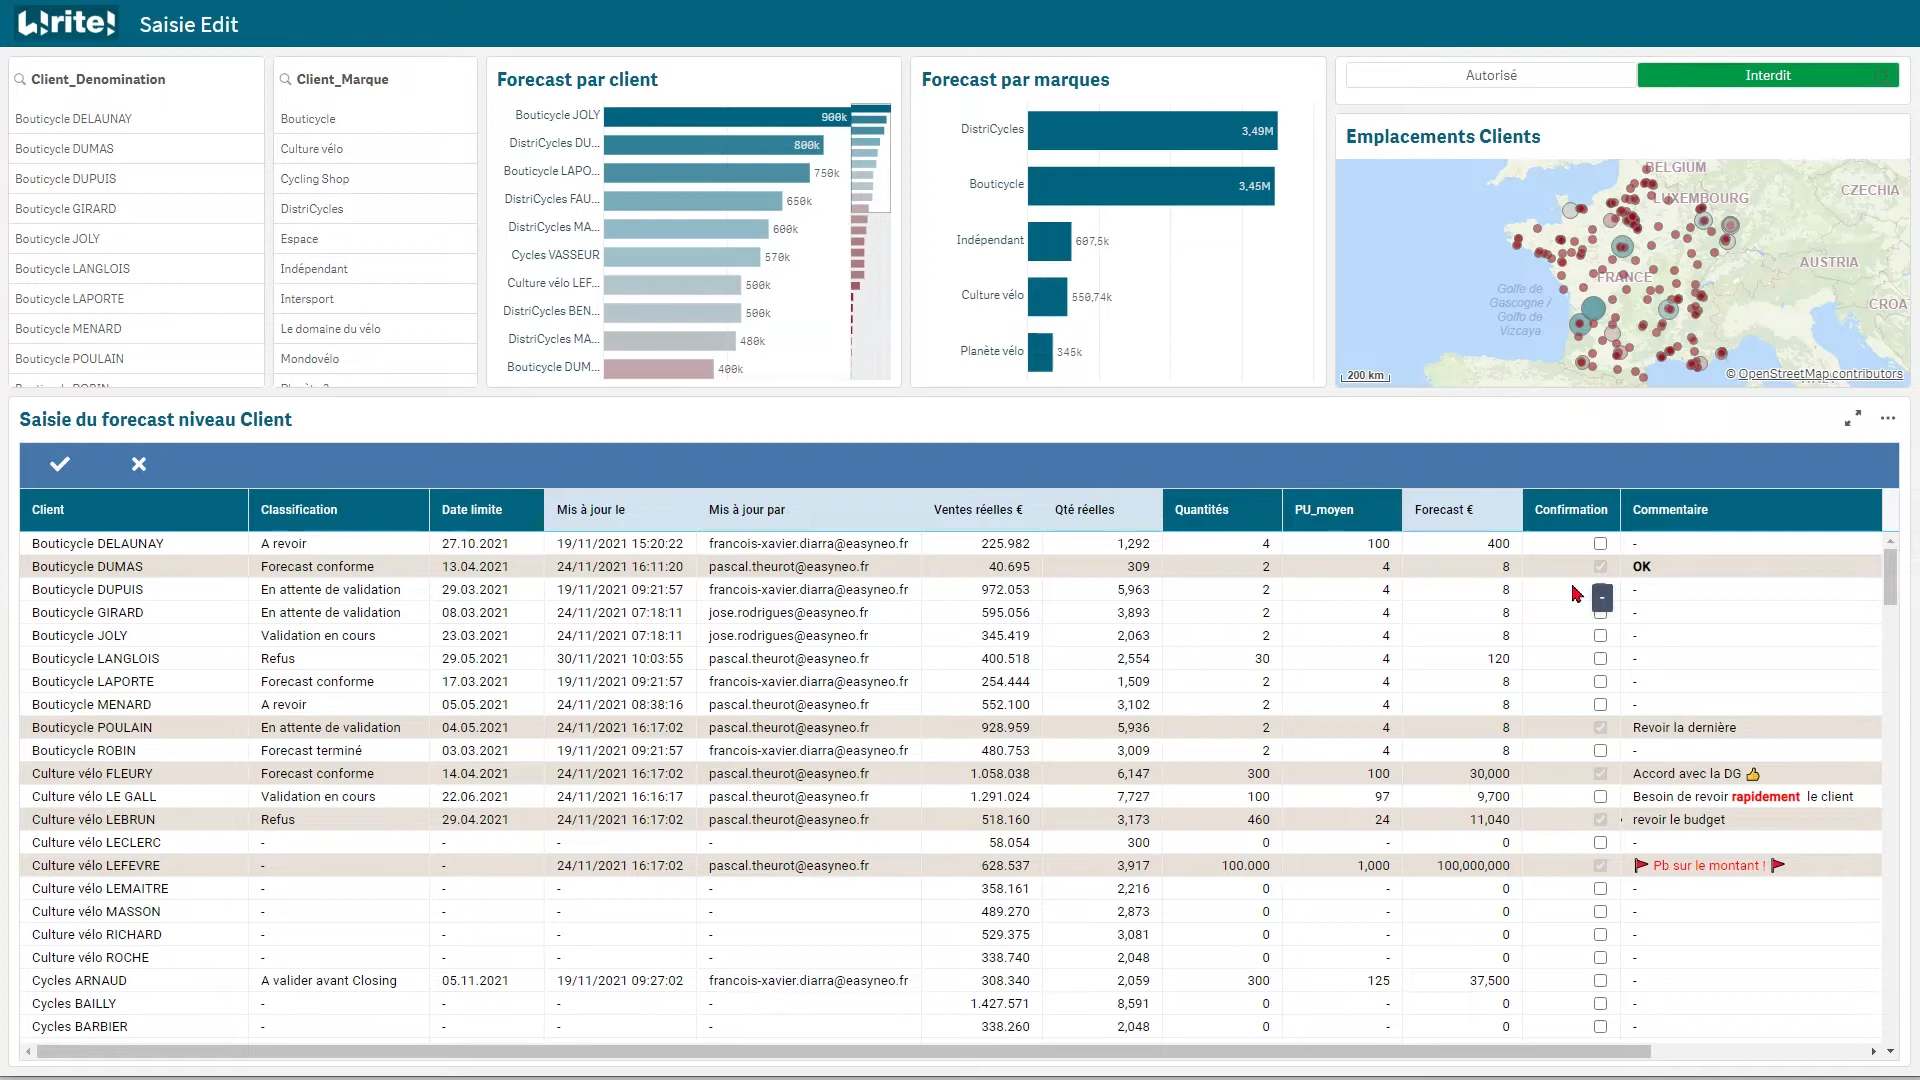 Write! Saisie Edit
Client_Denomination
Bouticycle DELAUNAY
Bouticycle DUMAS
Bouticycle DUPUIS
Bouticycle GIRARD
Bouticycle JOLY
Bouticycle LANGLOIS
Bouticycle LAPORTE
Bouticycle MENARD
Bouticycle POULAIN
Client_Marque
Bouticycle
Culture vélo
Cycling Shop
DistriCycles
Espace
Indépendant
Intersport
Le domaine du vélo
Mondovélo
Forecast par client
Bouticycle JOLY 900k
DistriCycles DU... 800k
Bouticycle LAPO... 750k
DistriCycles FAU... 650k
DistriCycles MA... 600k
Cycles VASSEUR 570k
Culture vélo LEF... 500k
DistriCycles BEN... 500k
DistriCycles MA... 480k
Bouticycle DUM... 400k
Forecast par marques
DistriCycles 3,49M
Bouticycle 3,45M
Indépendant 607,5k
Culture vélo 550,74k
Planète vélo 345k
Autorisé Interdit
Emplacements Clients
BELGIUM
LUXEMBOURG
CZECHIA
AUSTRIA
FRANCE
CROA
Golfe de
Gascogne /
Golfo de
Vizcaya
200 km
© OpenStreetMap contributors
Saisie du forecast niveau Client
Client Classification Date limite Mis à jour le Mis à jour par Ventes réelles € Qté réelles Quantités PU_moyen Forecast € Confirmation Commentaire
Bouticycle DELAUNAY A revoir 27.10.2021 19/11/2021 15:20:22 francois-xavier.diarra@easyneo.fr 225.982 1,292 4 100 400 -
Bouticycle DUMAS Forecast conforme 13.04.2021 24/11/2021 16:11:20 pascal.theurot@easyneo.fr 40.695 309 2 4 8 OK
Bouticycle DUPUIS En attente de validation 29.03.2021 19/11/2021 09:21:57 francois-xavier.diarra@easyneo.fr 972.053 5,963 2 4 8 - -
Bouticycle GIRARD En attente de validation 08.03.2021 24/11/2021 07:18:11 jose.rodrigues@easyneo.fr 595.056 3,893 2 4 8 -
Bouticycle JOLY Validation en cours 23.03.2021 24/11/2021 07:18:11 jose.rodrigues@easyneo.fr 345.419 2,063 2 4 8 -
Bouticycle LANGLOIS Refus 29.05.2021 30/11/2021 10:03:55 pascal.theurot@easyneo.fr 400.518 2,554 30 4 120 -
Bouticycle LAPORTE Forecast conforme 17.03.2021 19/11/2021 09:21:57 francois-xavier.diarra@easyneo.fr 254.444 1,509 2 4 8 -
Bouticycle MENARD A revoir 05.05.2021 24/11/2021 08:38:16 pascal.theurot@easyneo.fr 552.100 3,102 2 4 8 -
Bouticycle POULAIN En attente de validation 04.05.2021 24/11/2021 16:17:02 pascal.theurot@easyneo.fr 928.959 5,936 2 4 8 Revoir la dernière
Bouticycle ROBIN Forecast terminé 03.03.2021 19/11/2021 09:21:57 francois-xavier.diarra@easyneo.fr 480.753 3,009 2 4 8 -
Culture vélo FLEURY Forecast conforme 14.04.2021 24/11/2021 16:17:02 pascal.theurot@easyneo.fr 1.058.038 6,147 300 100 30,000 Accord avec la DG 👍
Culture vélo LE GALL Validation en cours 22.06.2021 24/11/2021 16:16:17 pascal.theurot@easyneo.fr 1.291.024 7,727 100 97 9,700 Besoin de revoir rapidement le client
Culture vélo LEBRUN Refus 29.04.2021 24/11/2021 16:17:02 pascal.theurot@easyneo.fr 518.160 3,173 460 24 11,040 revoir le budget
Culture vélo LECLERC - - - - 58.054 300 0 - 0 -
Culture vélo LEFEVRE - - 24/11/2021 16:17:02 pascal.theurot@easyneo.fr 628.537 3,917 100.000 1,000 100,000,000 🚩 Pb sur le montant ! 🚩
Culture vélo LEMAITRE - - - - 358.161 2,216 0 - 0 -
Culture vélo MASSON - - - - 489.270 2,873 0 - 0 -
Culture vélo RICHARD - - - - 529.375 3,081 0 - 0 -
Culture vélo ROCHE - - - - 338.740 2,048 0 - 0 -
Cycles ARNAUD A valider avant Closing 05.11.2021 19/11/2021 09:27:02 francois-xavier.diarra@easyneo.fr 308.340 2,059 300 125 37,500 -
Cycles BAILLY - - - - 1.427.571 8,591 0 - 0 -
Cycles BARBIER - - - - 338.260 2,048 0 - 0 -